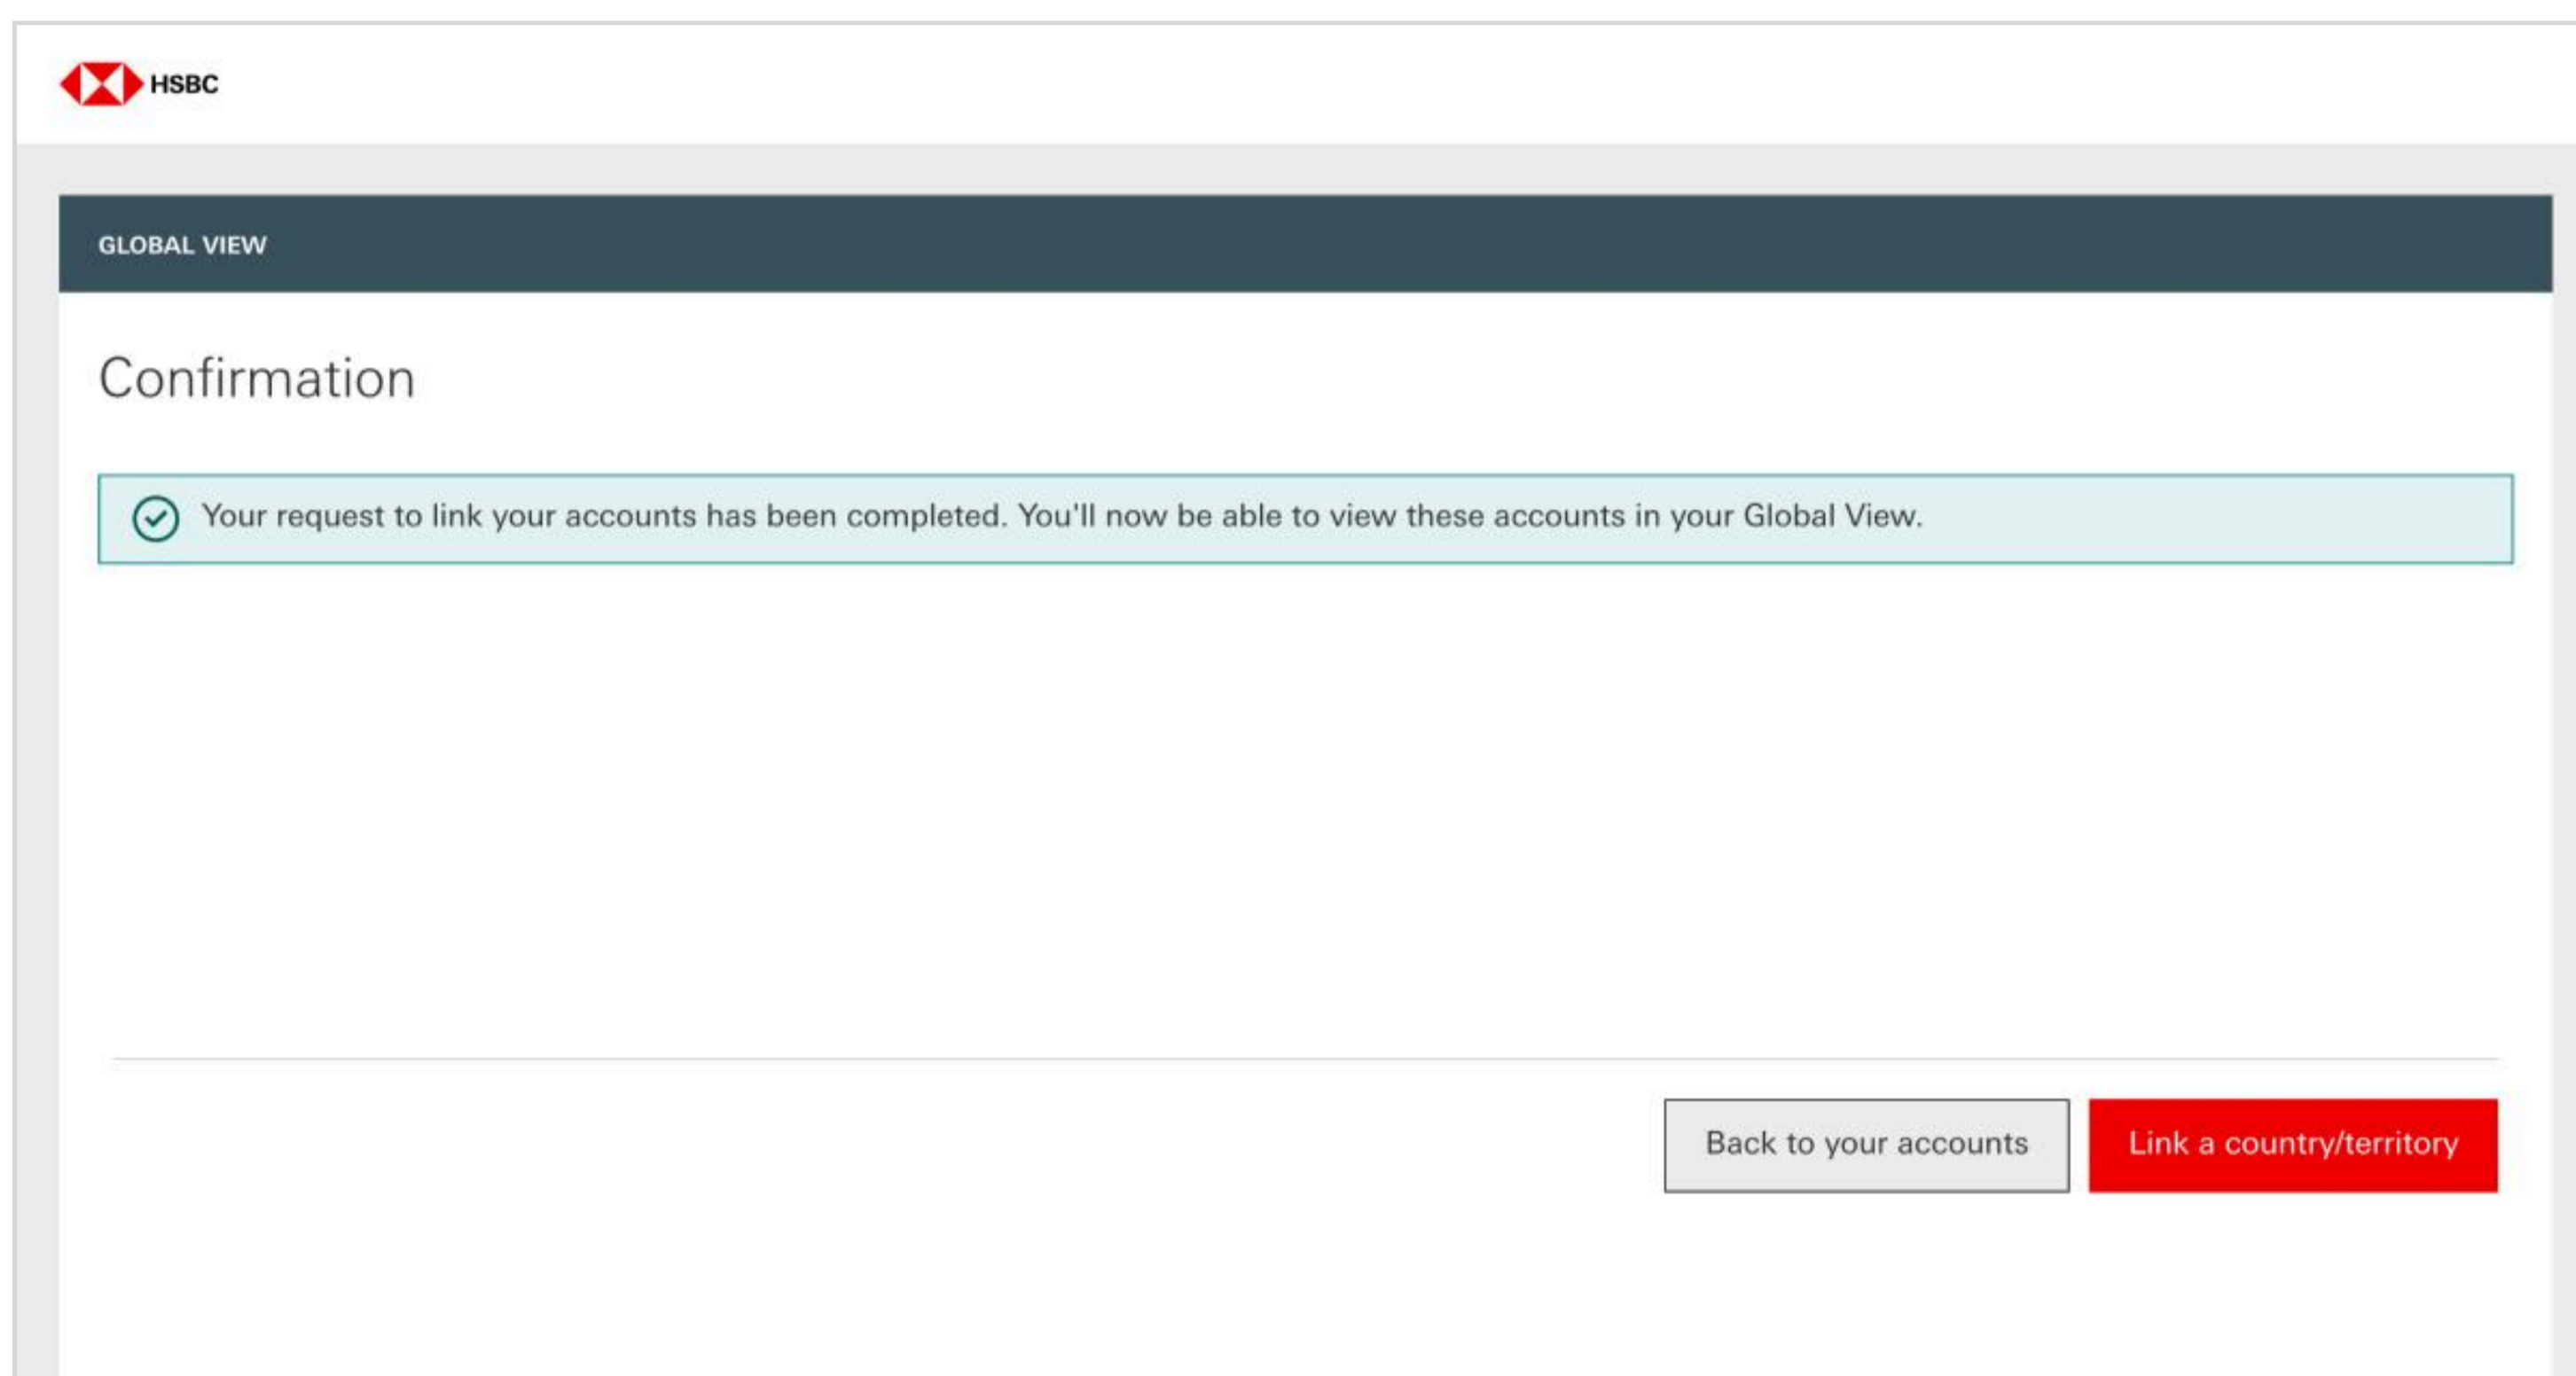 HSBC
GLOBAL VIEW
Confirmation
Your request to link your accounts has been completed. You'll now be able to view these accounts in your Global View.
Back to your accounts
Link a country/territory